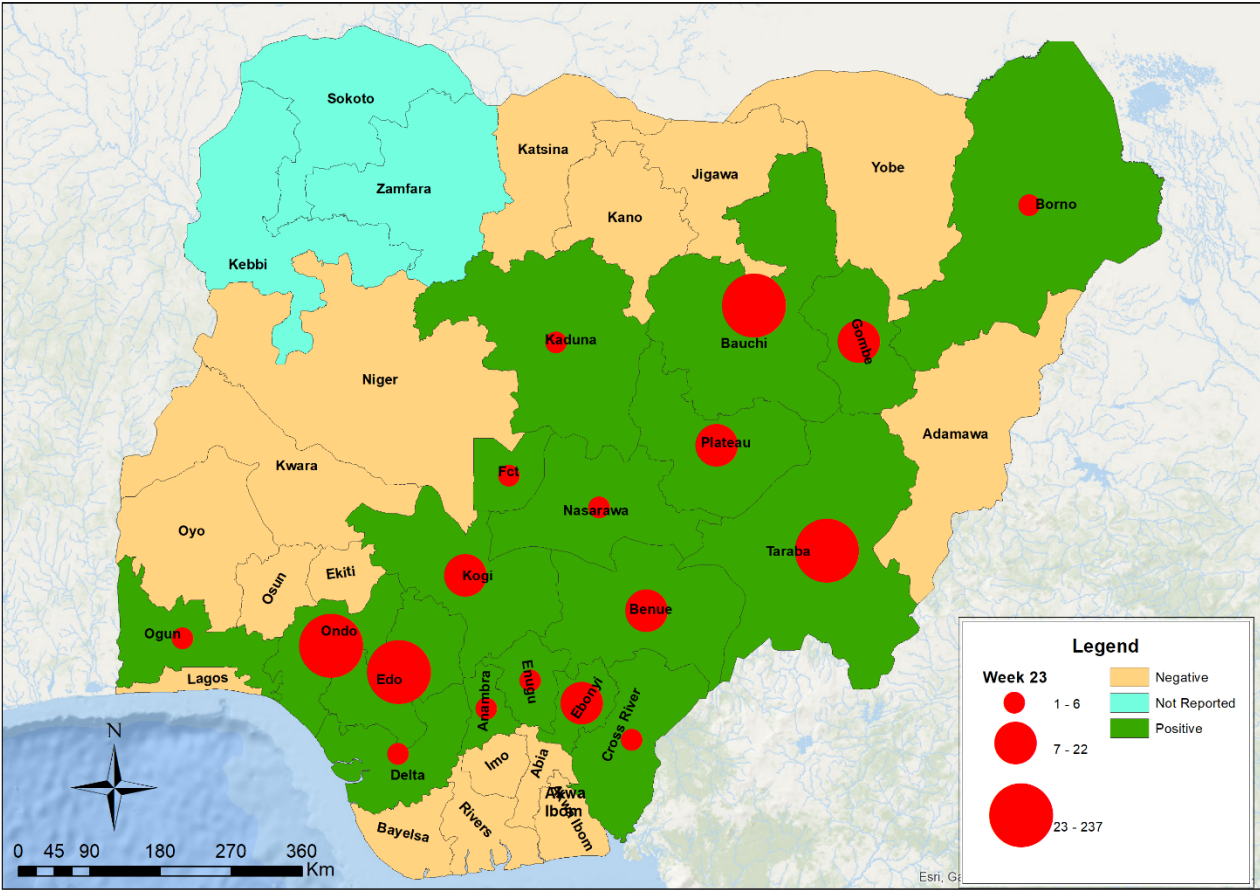 Sokoto
Katsina
Zamfara
Jigawa
Yobe
Kano
Borno
Kebbi
Kaduna
Bauchi
Gombe
Niger
Adamawa
Plateau
Kwara
Fct
Nasarawa
Oyo
Taraba
Osun
Ekiti
Kogi
Benue
Ogun
Ondo
Edo
Anambra
Enugu
Ebonyi
Cross River
Lagos
Delta
Imo
Abia
Akwa
Ibom
Akwa Ibom
Rivers
Bayelsa
N
0 45 90 180 270 360
Km
Legend
Week 23
1 - 6
7 - 22
23 - 237
Negative
Not Reported
Positive
Esri,